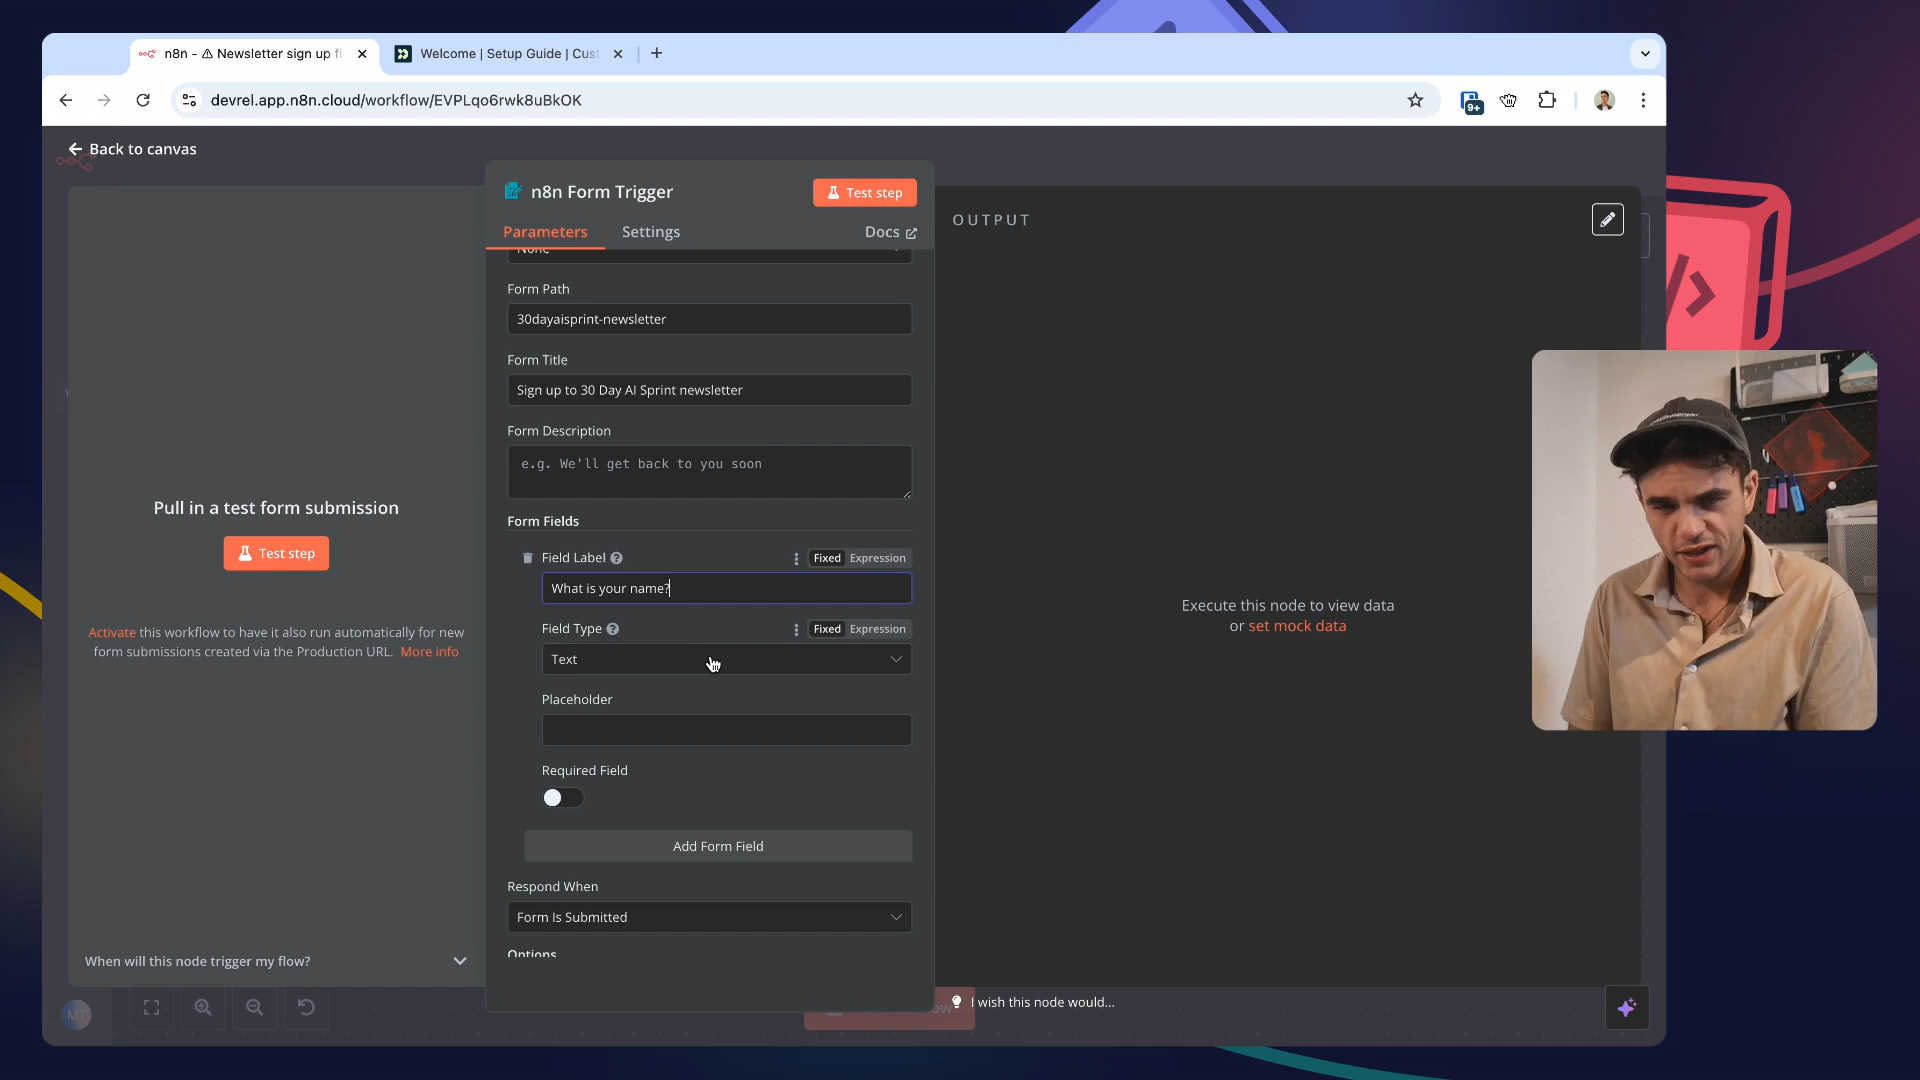 n8n - ⚠ Newsletter sign up fl
Welcome | Setup Guide | Cust
devrel.app.n8n.cloud/workflow/EVPLqo6rwk8uBkOK
9+
Back to canvas
n8n Form Trigger
Test step
Parameters
Settings
Docs
None
Form Path
30dayaisprint-newsletter
Form Title
Sign up to 30 Day AI Sprint newsletter
Form Description
e.g. We'll get back to you soon
Form Fields
Field Label
Fixed
Expression
What is your name?
Field Type
Fixed
Expression
Text
Placeholder
Required Field
Add Form Field
Respond When
Form Is Submitted
Options
Pull in a test form submission
Test step
Activate this workflow to have it also run automatically for new
form submissions created via the Production URL. More info
When will this node trigger my flow?
OUTPUT
Execute this node to view data
or set mock data
I wish this node would...
MT